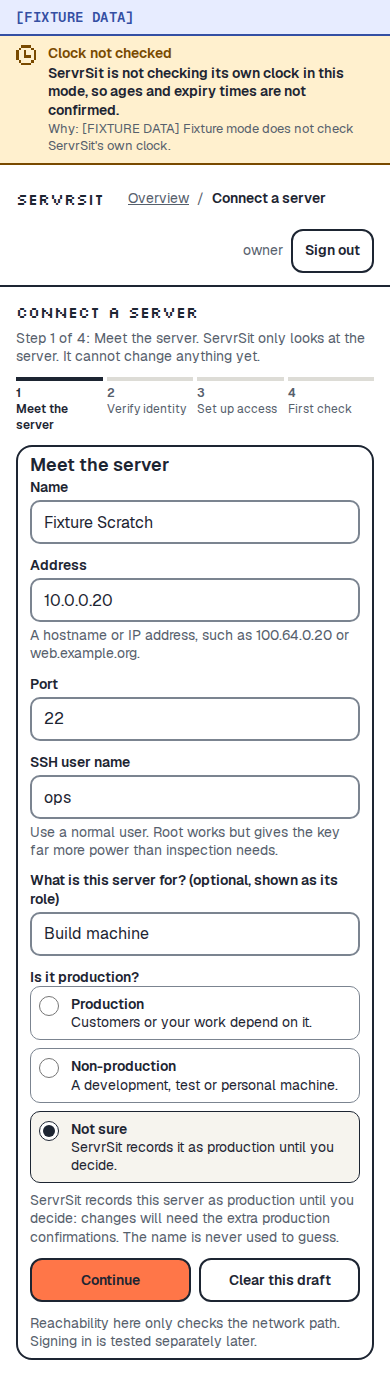 [FIXTURE DATA]
Clock not checked
ServrSit is not checking its own clock in this
mode, so ages and expiry times are not
confirmed.
Why: [FIXTURE DATA] Fixture mode does not check
ServrSit's own clock.
SERVRSIT
Overview / Connect a server
owner
Sign out
CONNECT A SERVER
Step 1 of 4: Meet the server. ServrSit only looks at the
server. It cannot change anything yet.
1
Meet the
server
2
Verify identity
3
Set up access
4
First check
Meet the server
Name
Fixture Scratch
Address
10.0.0.20
A hostname or IP address, such as 100.64.0.20 or
web.example.org.
Port
22
SSH user name
ops
Use a normal user. Root works but gives the key
far more power than inspection needs.
What is this server for? (optional, shown as its
role)
Build machine
Is it production?
Production
Customers or your work depend on it.
Non-production
A development, test or personal machine.
Not sure
ServrSit records it as production until you
decide.
ServrSit records this server as production until you
decide: changes will need the extra production
confirmations. The name is never used to guess.
Continue
Clear this draft
Reachability here only checks the network path.
Signing in is tested separately later.